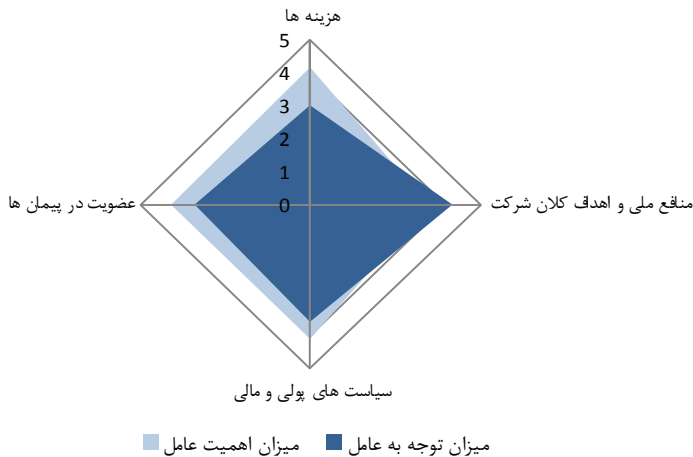 هزینه ها
5
4
3
2
1
0
منافع ملی و اهداف کلان شرکت
عضویت در پیمان ها
سیاست های پولی و مالی
میزان توجه به عامل
میزان اهمیت عامل